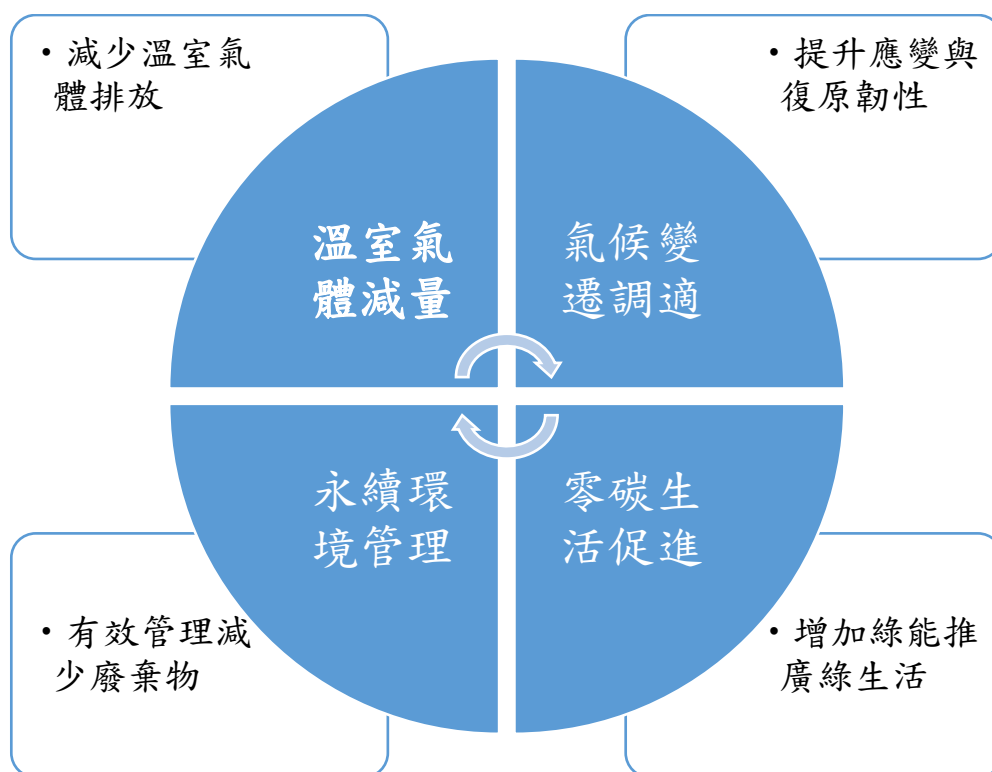 • 減少溫室氣
體排放
• 提升應變與
復原韌性
溫室氣
體減量
氣候變
遷調適
永續環
境管理
零碳生
活促進
• 有效管理減
少廢棄物
• 增加綠能推
廣綠生活